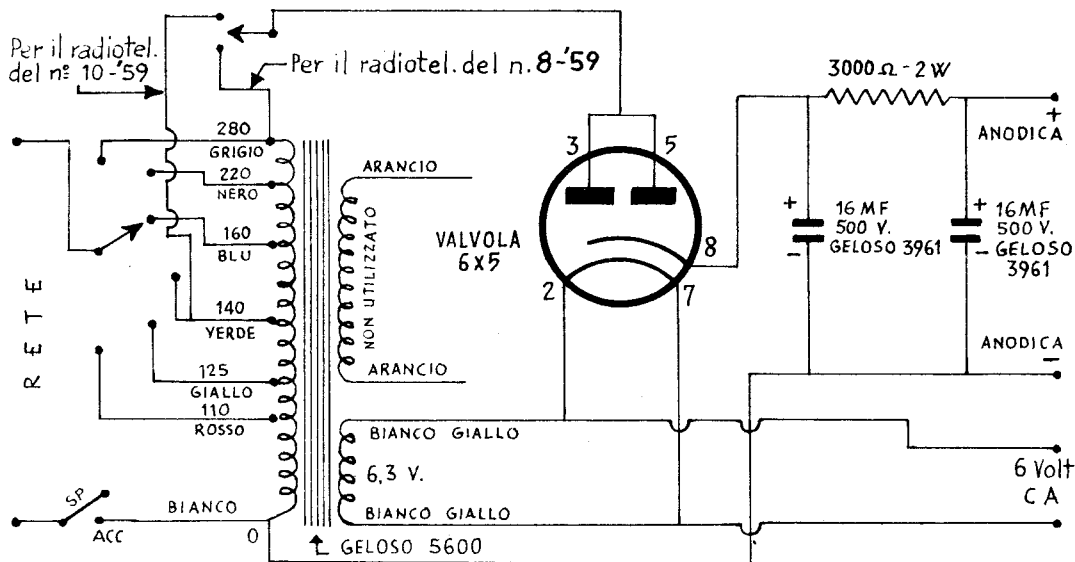 Per il radiotel.
del nº 10-'59
Per il radiotel. del n. 8-'59
3000 Ω - 2 W
+
ANODICA
280
GRIGIO
220
NERO
160
BLU
140
VERDE
125
GIALLO
110
ROSSO
RETE
ARANCIO
NON UTILIZZATO
ARANCIO
VALVOLA
6X5
3
5
8
2
7
+
16 MF
500 V.
GELOSO 3961
-
+
16 MF
500 V.
- GELOSO
3961
ANODICA
-
BIANCO GIALLO
6,3 V.
BIANCO GIALLO
6 Volt
CA
SP
ACC
BIANCO
0
GELOSO 5600